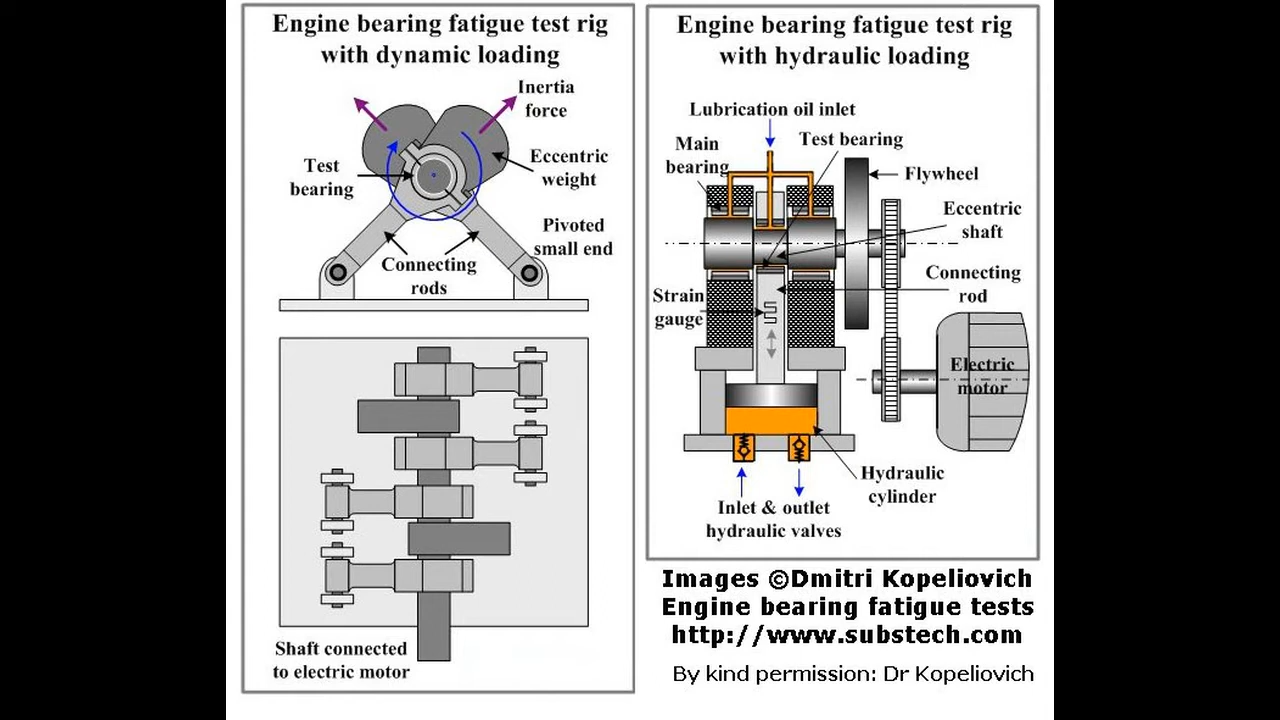 Engine bearing fatigue test rig
with dynamic loading
Inertia
force
Test
bearing
Eccentric
weight
Pivoted
small end
Connecting
rods
Shaft connected
to electric motor
Engine bearing fatigue test rig
with hydraulic loading
Lubrication oil inlet
Main
bearing
Test bearing
Flywheel
Eccentric
shaft
Connecting
rod
Strain
gauge
Electric
motor
Hydraulic
cylinder
Inlet & outlet
hydraulic valves
Images ©Dmitri Kopeliovich
Engine bearing fatigue tests
http://www.substech.com
By kind permission: Dr Kopeliovich